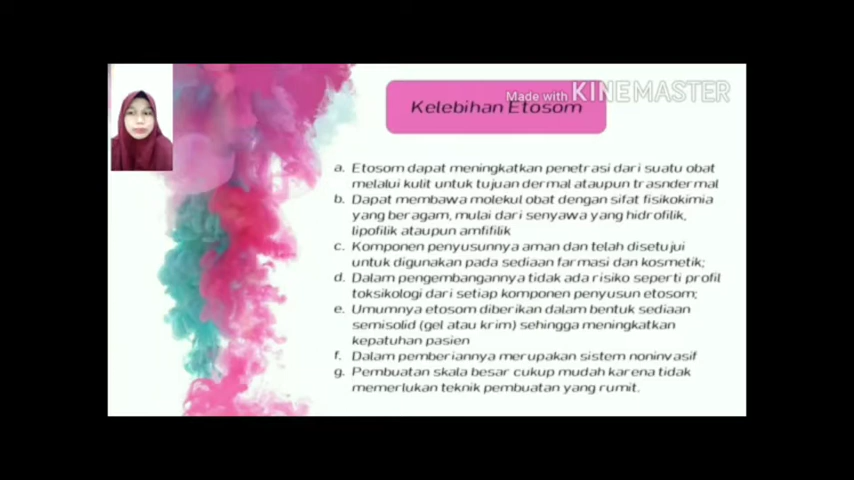 Made with KINEMASTER
Kelebihan Etosom
a. Etosom dapat meningkatkan penetrasi dari suatu obat
melalui kulit untuk tujuan dermal ataupun trasndermal
b. Dapat membawa molekul obat dengan sifat fisikokimia
yang beragam, mulai dari senyawa yang hidrofilik,
lipofilik ataupun amfifilik
c. Komponen penyusunnya aman dan telah disetujui
untuk digunakan pada sediaan farmasi dan kosmetik;
d. Dalam pengembangannya tidak ada risiko seperti profil
toksikologi dari setiap komponen penyusun etosom;
e. Umumnya etosom diberikan dalam bentuk sediaan
semisolid (gel atau krim) sehingga meningkatkan
kepatuhan pasien
f. Dalam pemberiannya merupakan sistem noninvasif
g. Pembuatan skala besar cukup mudah karena tidak
memerlukan teknik pembuatan yang rumit.